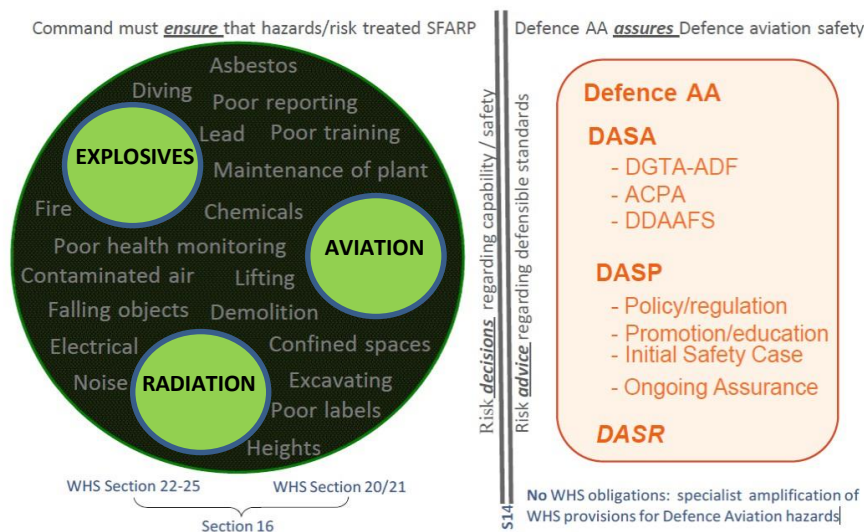 Command must ensure that hazards/risk treated SFARP
Asbestos
Diving
Poor reporting
Lead
Poor training
EXPLOSIVES
Maintenance of plant
Fire
Chemicals
Poor health monitoring
AVIATION
Contaminated air
Lifting
Falling objects
Demolition
Electrical
Confined spaces
Noise
RADIATION
Excavating
Poor labels
Heights
WHS Section 22-25
WHS Section 20/21
Section 16
Risk decisions regarding capability / safety
S14
Risk advice regarding defensible standards
Defence AA assures Defence aviation safety
Defence AA
DASA
- DGTA-ADF
- ACPA
- DDAAFS
DASP
- Policy/regulation
- Promotion/education
- Initial Safety Case
- Ongoing Assurance
DASR
No WHS obligations: specialist amplification of
WHS provisions for Defence Aviation hazards